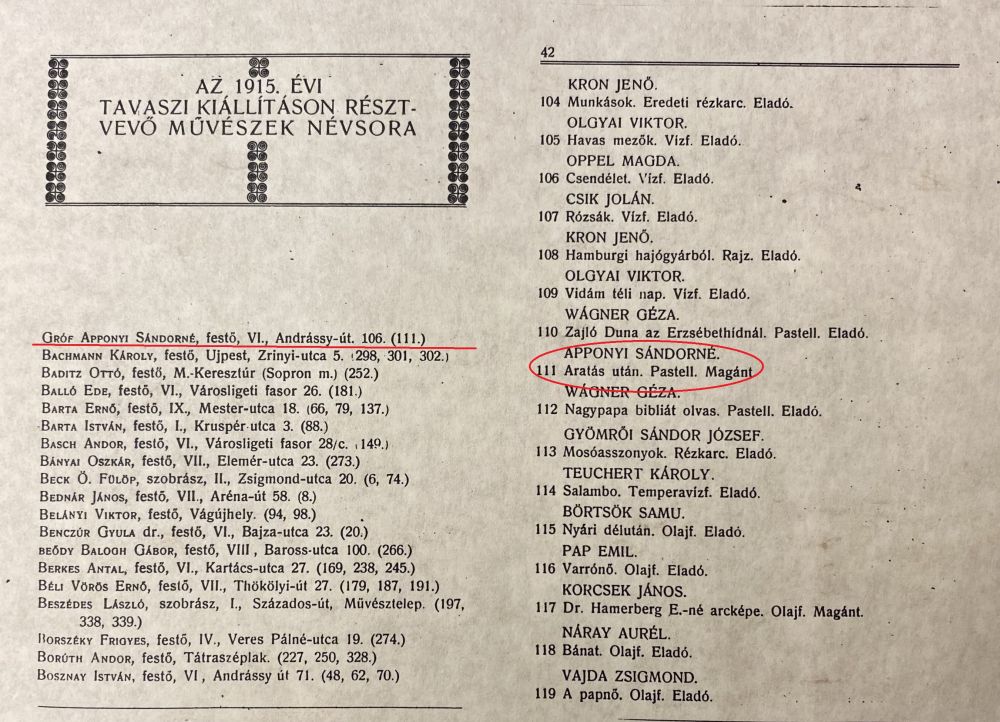 AZ 1915. ÉVI
TAVASZI KIÁLLÍTÁSON RÉSZT-
VEVŐ MŰVÉSZEK NÉVSORA
GRÓF APPONYI SÁNDORNÉ, festő, VI., Andrássy-út. 106. (111.)
BACHMANN KÁROLY, festő, Ujpest, Zrinyi-utca 5. (298, 301, 302.)
BADITZ OTTÓ, festő, M.-Keresztúr (Sopron m.) (252.)
BALLÓ EDE, festő, VI., Városligeti fasor 26. (181.)
BARTA ERNŐ, festő, IX., Mester-utca 18. (66, 79, 137.)
BARTA ISTVÁN, festő, I., Kruspér-utca 3. (88.)
BASCH ANDOR, festő, VI., Városligeti fasor 28/c. (149.)
BÁNYAI OSZKÁR, festő, VII., Elemér-utca 23. (273.)
BECK Ö. FÜLÖP, szobrász, II., Zsigmond-utca 20. (6, 74.)
BEDNÁR JÁNOS, festő, VII., Aréna-út 58. (8.)
BELÁNYI VIKTOR, festő, Vágújhely. (94, 98.)
BENCZÚR GYULA dr., festő, VI., Bajza-utca 23. (20.)
BEŐDY BALOGH GÁBOR, festő, VIII, Baross-utca 100. (266.)
BERKES ANTAL, festő, VI., Kartács-utca 27. (169, 238, 245.)
BÉLI VÖRÖS ERNŐ, festő, VII., Thökölyi-út 27. (179, 187, 191.)
BESZÉDES LÁSZLÓ, szobrász, I., Százados-út, Művésztelep. (197,
338, 339.)
BORSZÉKY FRIGYES, festő, IV., Veres Pálné-utca 19. (274.)
BORÚTH ANDOR, festő, Tátraszéplak. (227, 250, 328.)
BOSZNAY ISTVÁN, festő, VI, Andrássy út 71. (48, 62, 70.)
42
KRON JENŐ.
104 Munkások. Eredeti rézkarc. Eladó.
OLGYAI VIKTOR.
105 Havas mezők. Vizf. Eladó.
OPPEL MAGDA.
106 Csendélet. Vizf. Eladó.
CSIK JOLÁN.
107 Rózsák. Vizf. Eladó.
KRON JENŐ.
108 Hamburgi hajógyárból. Rajz. Eladó.
OLGYAI VIKTOR.
109 Vidám téli nap. Vizf. Eladó.
WÁGNER GÉZA.
110 Zajló Duna az Erzsébethídnál. Pastell. Eladó.
APPONYI SÁNDORNÉ.
111 Aratás után. Pastell. Magánt
WÁGNER GÉZA.
112 Nagypapa bibliát olvas. Pastell. Eladó.
GYÖMRŐI SÁNDOR JÓZSEF.
113 Mosóasszonyok. Rézkarc. Eladó.
TEUCHERT KÁROLY.
114 Salambo. Temperavizf. Eladó.
BÖRTSÖK SAMU.
115 Nyári délután. Olajf. Eladó.
PAP EMIL.
116 Varrónő. Olajf. Eladó.
KORCSEK JÁNOS.
117 Dr. Hamerberg E.-né arcképe. Olajf. Magánt.
NÁRAY AURÉL.
118 Bánat. Olajf. Eladó.
VAJDA ZSIGMOND.
119 A papnő. Olajf. Eladó.